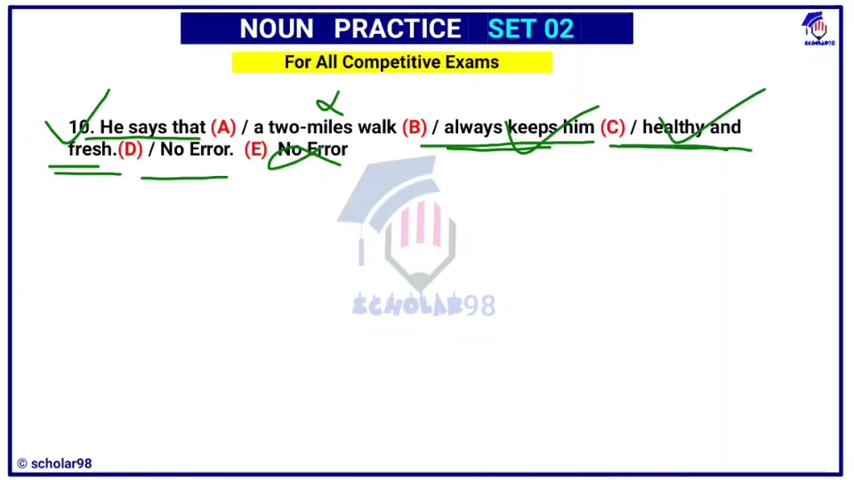 NOUN PRACTICE SET 02
For All Competitive Exams
SCHOLAR98
10. He says that (A) / a two-miles walk (B) / always keeps him (C) / healthy and
fresh.(D) / No Error. (E) No Error
SCHOLAR98
© scholar98